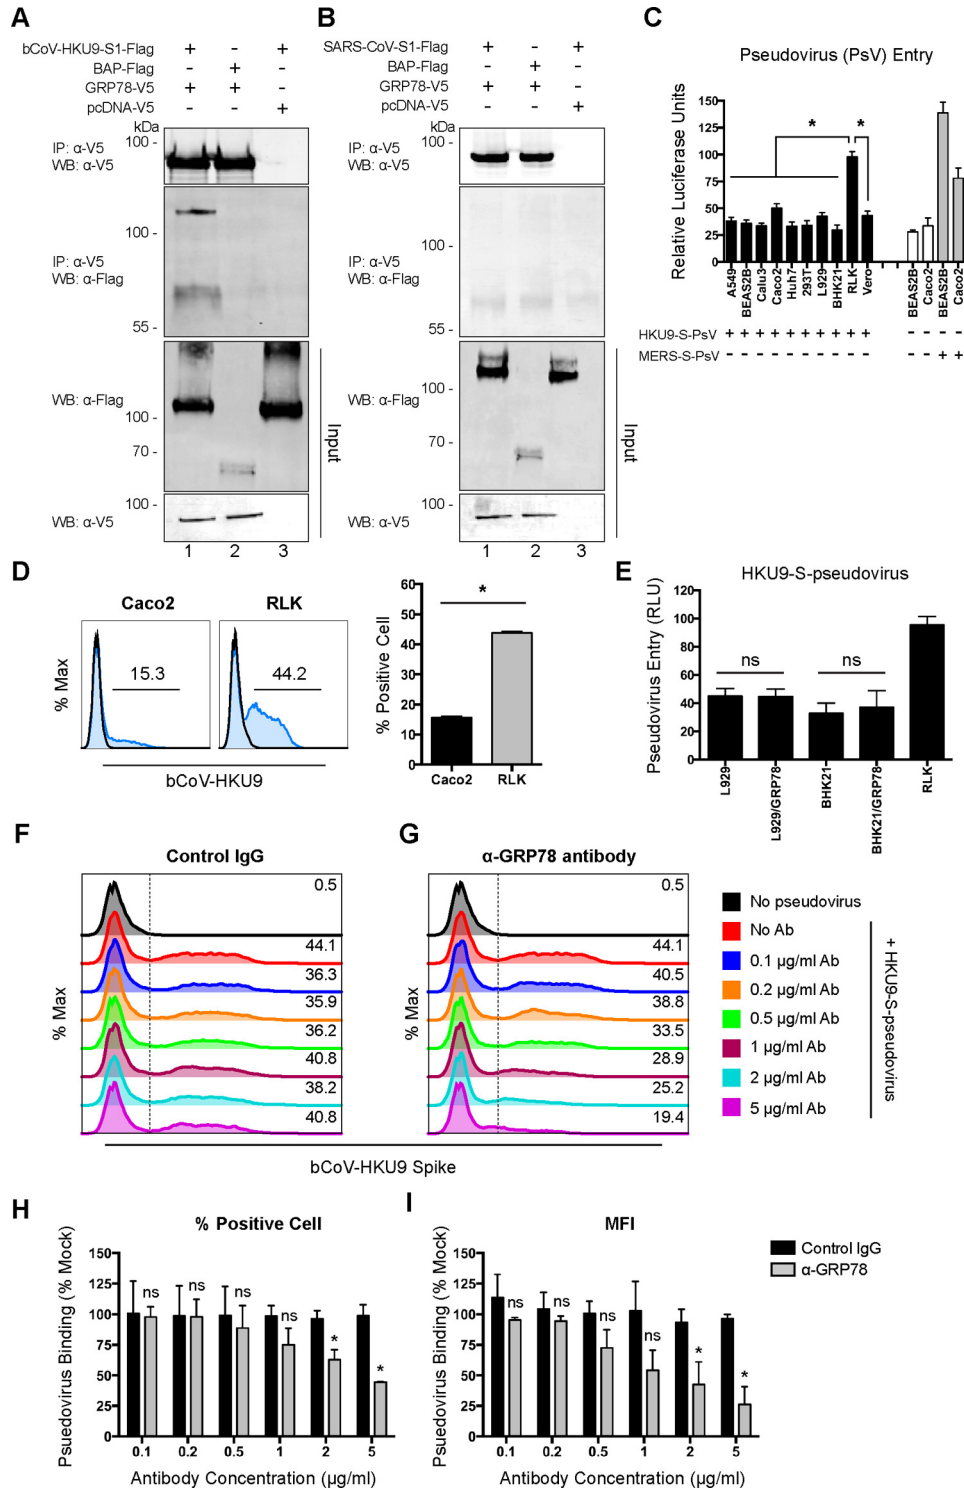 A
bCoV-HKU9-S1-Flag + - +
BAP-Flag - + -
GRP78-V5 + + -
pcDNA-V5 - - +
kDa
100 -
IP: α-V5
WB: α-V5
100 -
IP: α-V5
WB: α-Flag
55 -
WB: α-Flag
100 -
70 -
100 -
WB: α-V5
Input
1 2 3
B
SARS-CoV-S1-Flag + - +
BAP-Flag - + -
GRP78-V5 + + -
pcDNA-V5 - - +
kDa
100 -
IP: α-V5
WB: α-V5
100 -
IP: α-V5
WB: α-Flag
55 -
100 -
WB: α-Flag
70 -
100 -
WB: α-V5
Input
1 2 3
C
Pseudovirus (PsV) Entry
Relative Luciferase Units
150
125
100
75
50
25
0
* *
A549
BEAS2B
Calu3
Caco2
Huh7
293T
L929
BHK21
RLK
Vero
BEAS2B
Caco2
BEAS2B
Caco2
HKU9-S-PsV + + + + + + + + + + - - - -
MERS-S-PsV - - - - - - - - - - - - + +
D
Caco2
RLK
% Max
15.3
44.2
bCoV-HKU9
% Positive Cell
60
50
40
30
20
10
0
*
Caco2 RLK
E
HKU9-S-pseudovirus
Pseudovirus Entry (RLU)
120
100
80
60
40
20
0
ns ns
L929
L929/GRP78
BHK21
BHK21/GRP78
RLK
F
Control IgG
% Max
0.5
44.1
36.3
35.9
36.2
40.8
38.2
40.8
G
α-GRP78 antibody
% Max
0.5
44.1
40.5
38.8
33.5
28.9
25.2
19.4
bCoV-HKU9 Spike
No pseudovirus
No Ab
0.1 µg/ml Ab
0.2 µg/ml Ab
0.5 µg/ml Ab
1 µg/ml Ab
2 µg/ml Ab
5 µg/ml Ab
+ HKU9-S-pseudovirus
H
% Positive Cell
Psuedovirus Binding (% Mock)
150
125
100
75
50
25
0
ns ns ns ns * *
0.1 0.2 0.5 1 2 5
Antibody Concentration (µg/ml)
I
MFI
Psuedovirus Binding (% Mock)
150
125
100
75
50
25
0
ns ns ns ns * *
0.1 0.2 0.5 1 2 5
Antibody Concentration (µg/ml)
Control IgG
α-GRP78